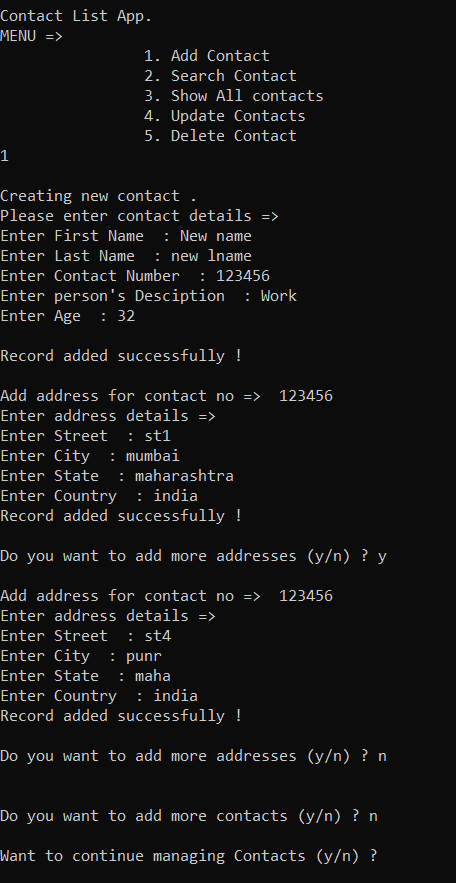 Contact List App.
MENU =>
1. Add Contact
2. Search Contact
3. Show All contacts
4. Update Contacts
5. Delete Contact
1
Creating new contact .
Please enter contact details =>
Enter First Name  : New name
Enter Last Name  : new lname
Enter Contact Number  : 123456
Enter person's Desciption  : Work
Enter Age  : 32
Record added successfully !
Add address for contact no =>  123456
Enter address details =>
Enter Street  : st1
Enter City  : mumbai
Enter State  : maharashtra
Enter Country  : india
Record added successfully !
Do you want to add more addresses (y/n) ? y
Add address for contact no =>  123456
Enter address details =>
Enter Street  : st4
Enter City  : punr
Enter State  : maha
Enter Country  : india
Record added successfully !
Do you want to add more addresses (y/n) ? n
Do you want to add more contacts (y/n) ? n
Want to continue managing Contacts (y/n) ?